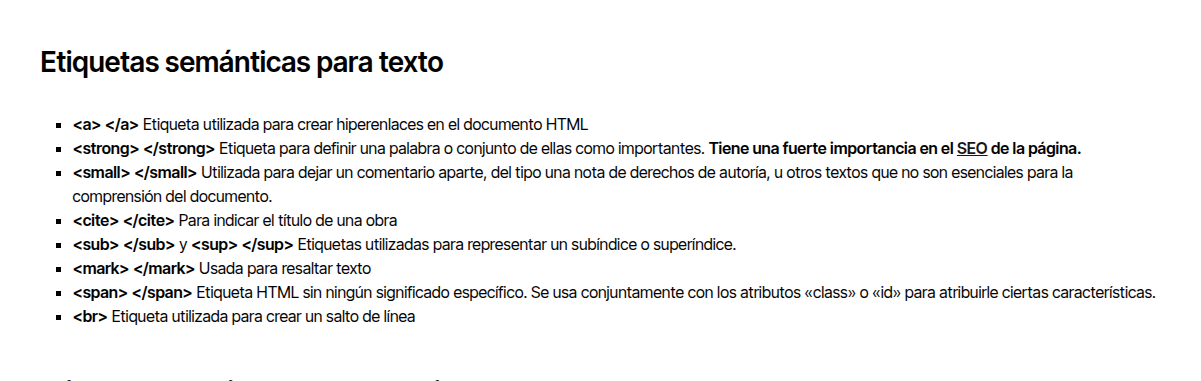 Etiquetas semánticas para texto
<a> </a> Etiqueta utilizada para crear hiperenlaces en el documento HTML
<strong> </strong> Etiqueta para definir una palabra o conjunto de ellas como importantes. Tiene una fuerte importancia en el SEO de la página.
<small> </small> Utilizada para dejar un comentario aparte, del tipo una nota de derechos de autoría, u otros textos que no son esenciales para la
comprensión del documento.
<cite> </cite> Para indicar el título de una obra
<sub> </sub> y <sup> </sup> Etiquetas utilizadas para representar un subíndice o superíndice.
<mark> </mark> Usada para resaltar texto
<span> </span> Etiqueta HTML sin ningún significado específico. Se usa conjuntamente con los atributos «class» o «id» para atribuirle ciertas características.
<br> Etiqueta utilizada para crear un salto de línea